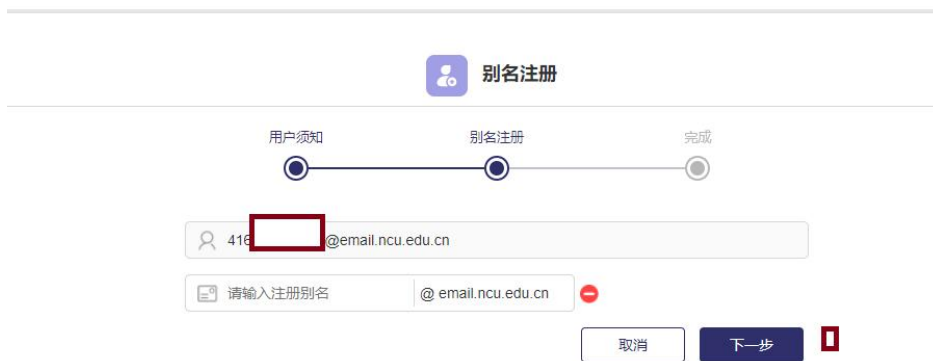 别名注册
用户须知 别名注册 完成
416 @email.ncu.edu.cn
请输入注册别名 @ email.ncu.edu.cn
取消 下一步